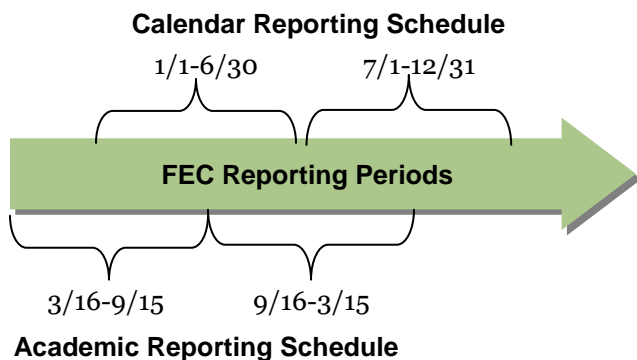 Calendar Reporting Schedule
1/1-6/30 7/1-12/31
FEC Reporting Periods
3/16-9/15 9/16-3/15
Academic Reporting Schedule